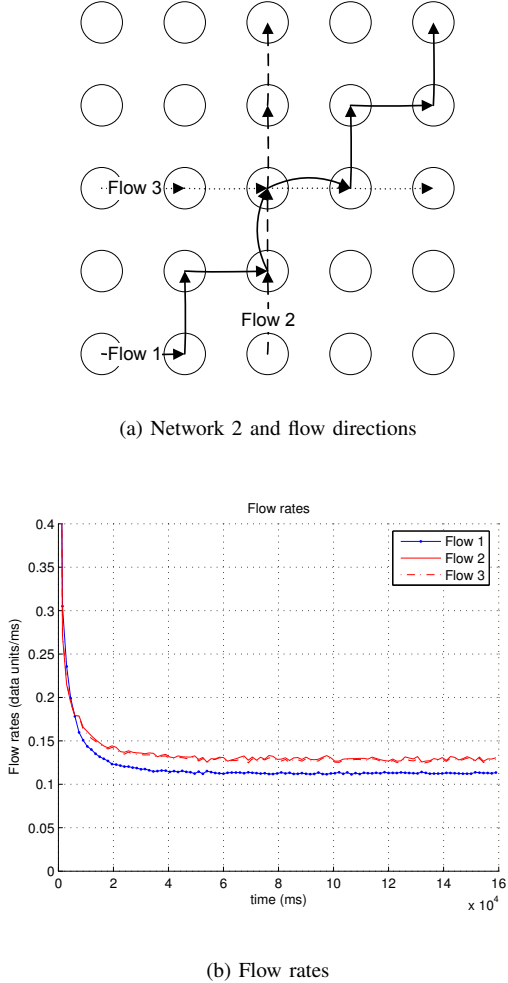 Flow 3
Flow 2
-Flow 1
(a) Network 2 and flow directions
Flow rates
Flow 1
Flow 2
Flow 3
Flow rates (data units/ms)
0.4
0.35
0.3
0.25
0.2
0.15
0.1
0.05
0
0 2 4 6 8 10 12 14 16
time (ms)
x 10^4
(b) Flow rates